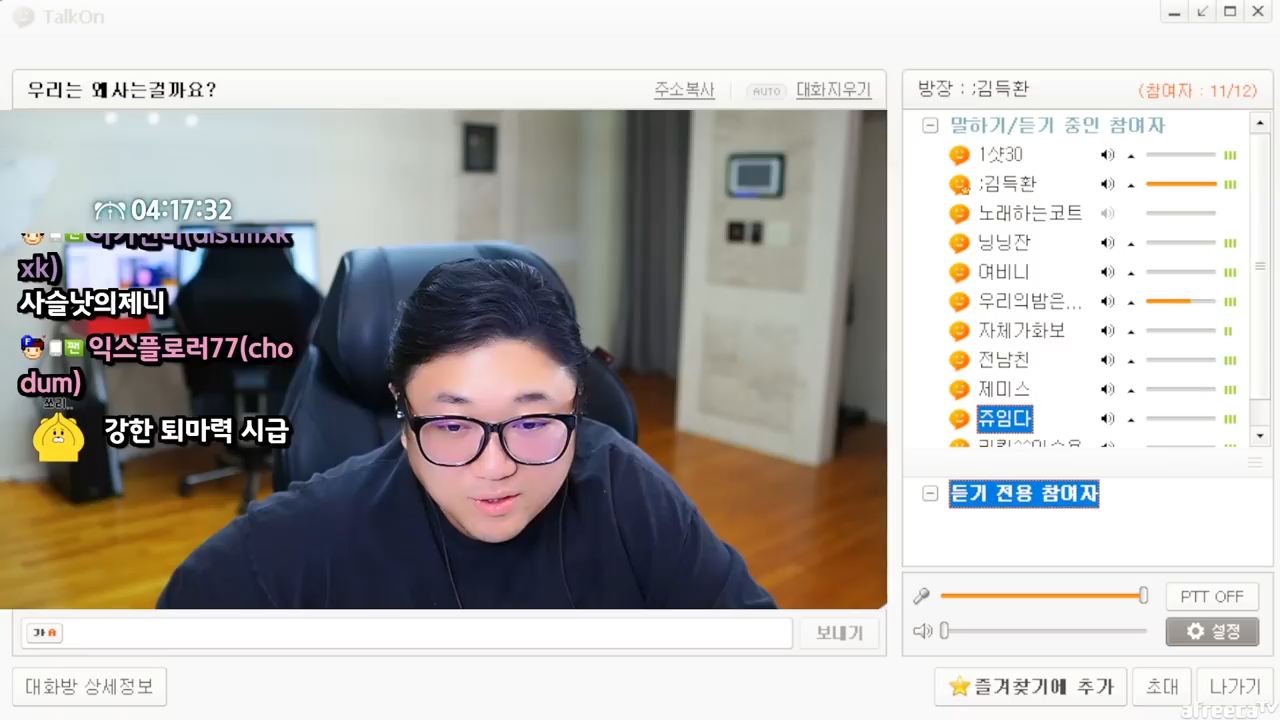 TalkOn
우리는 왜 사는걸까요?
주소복사
AUTO
대화지우기
방장 : ;김득환
(참여자 : 11/12)
말하기/듣기 중인 참여자
1샷30
;김득환
노래하는코트
닝닝잔
여비니
우리의밤은...
자체가화보
전남친
제미스
쥬임다
듣기 전용 참여자
04:17:32
xk)
사슬낫의제니
짼 익스플로러77(cho
dum)
쪼리..
강한 퇴마력 시급
가A
보내기
PTT OFF
설정
대화방 상세정보
즐겨찾기에 추가
초대
나가기
afreecaTV